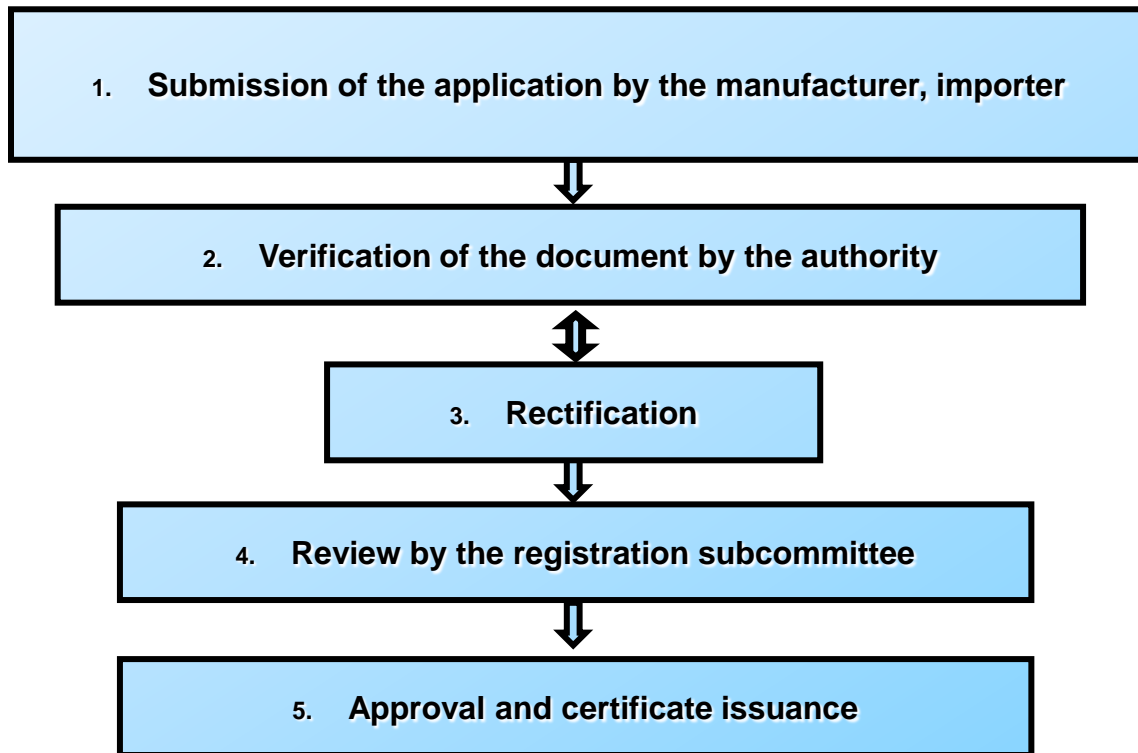 1. Submission of the application by the manufacturer, importer
2. Verification of the document by the authority
3. Rectification
4. Review by the registration subcommittee
5. Approval and certificate issuance